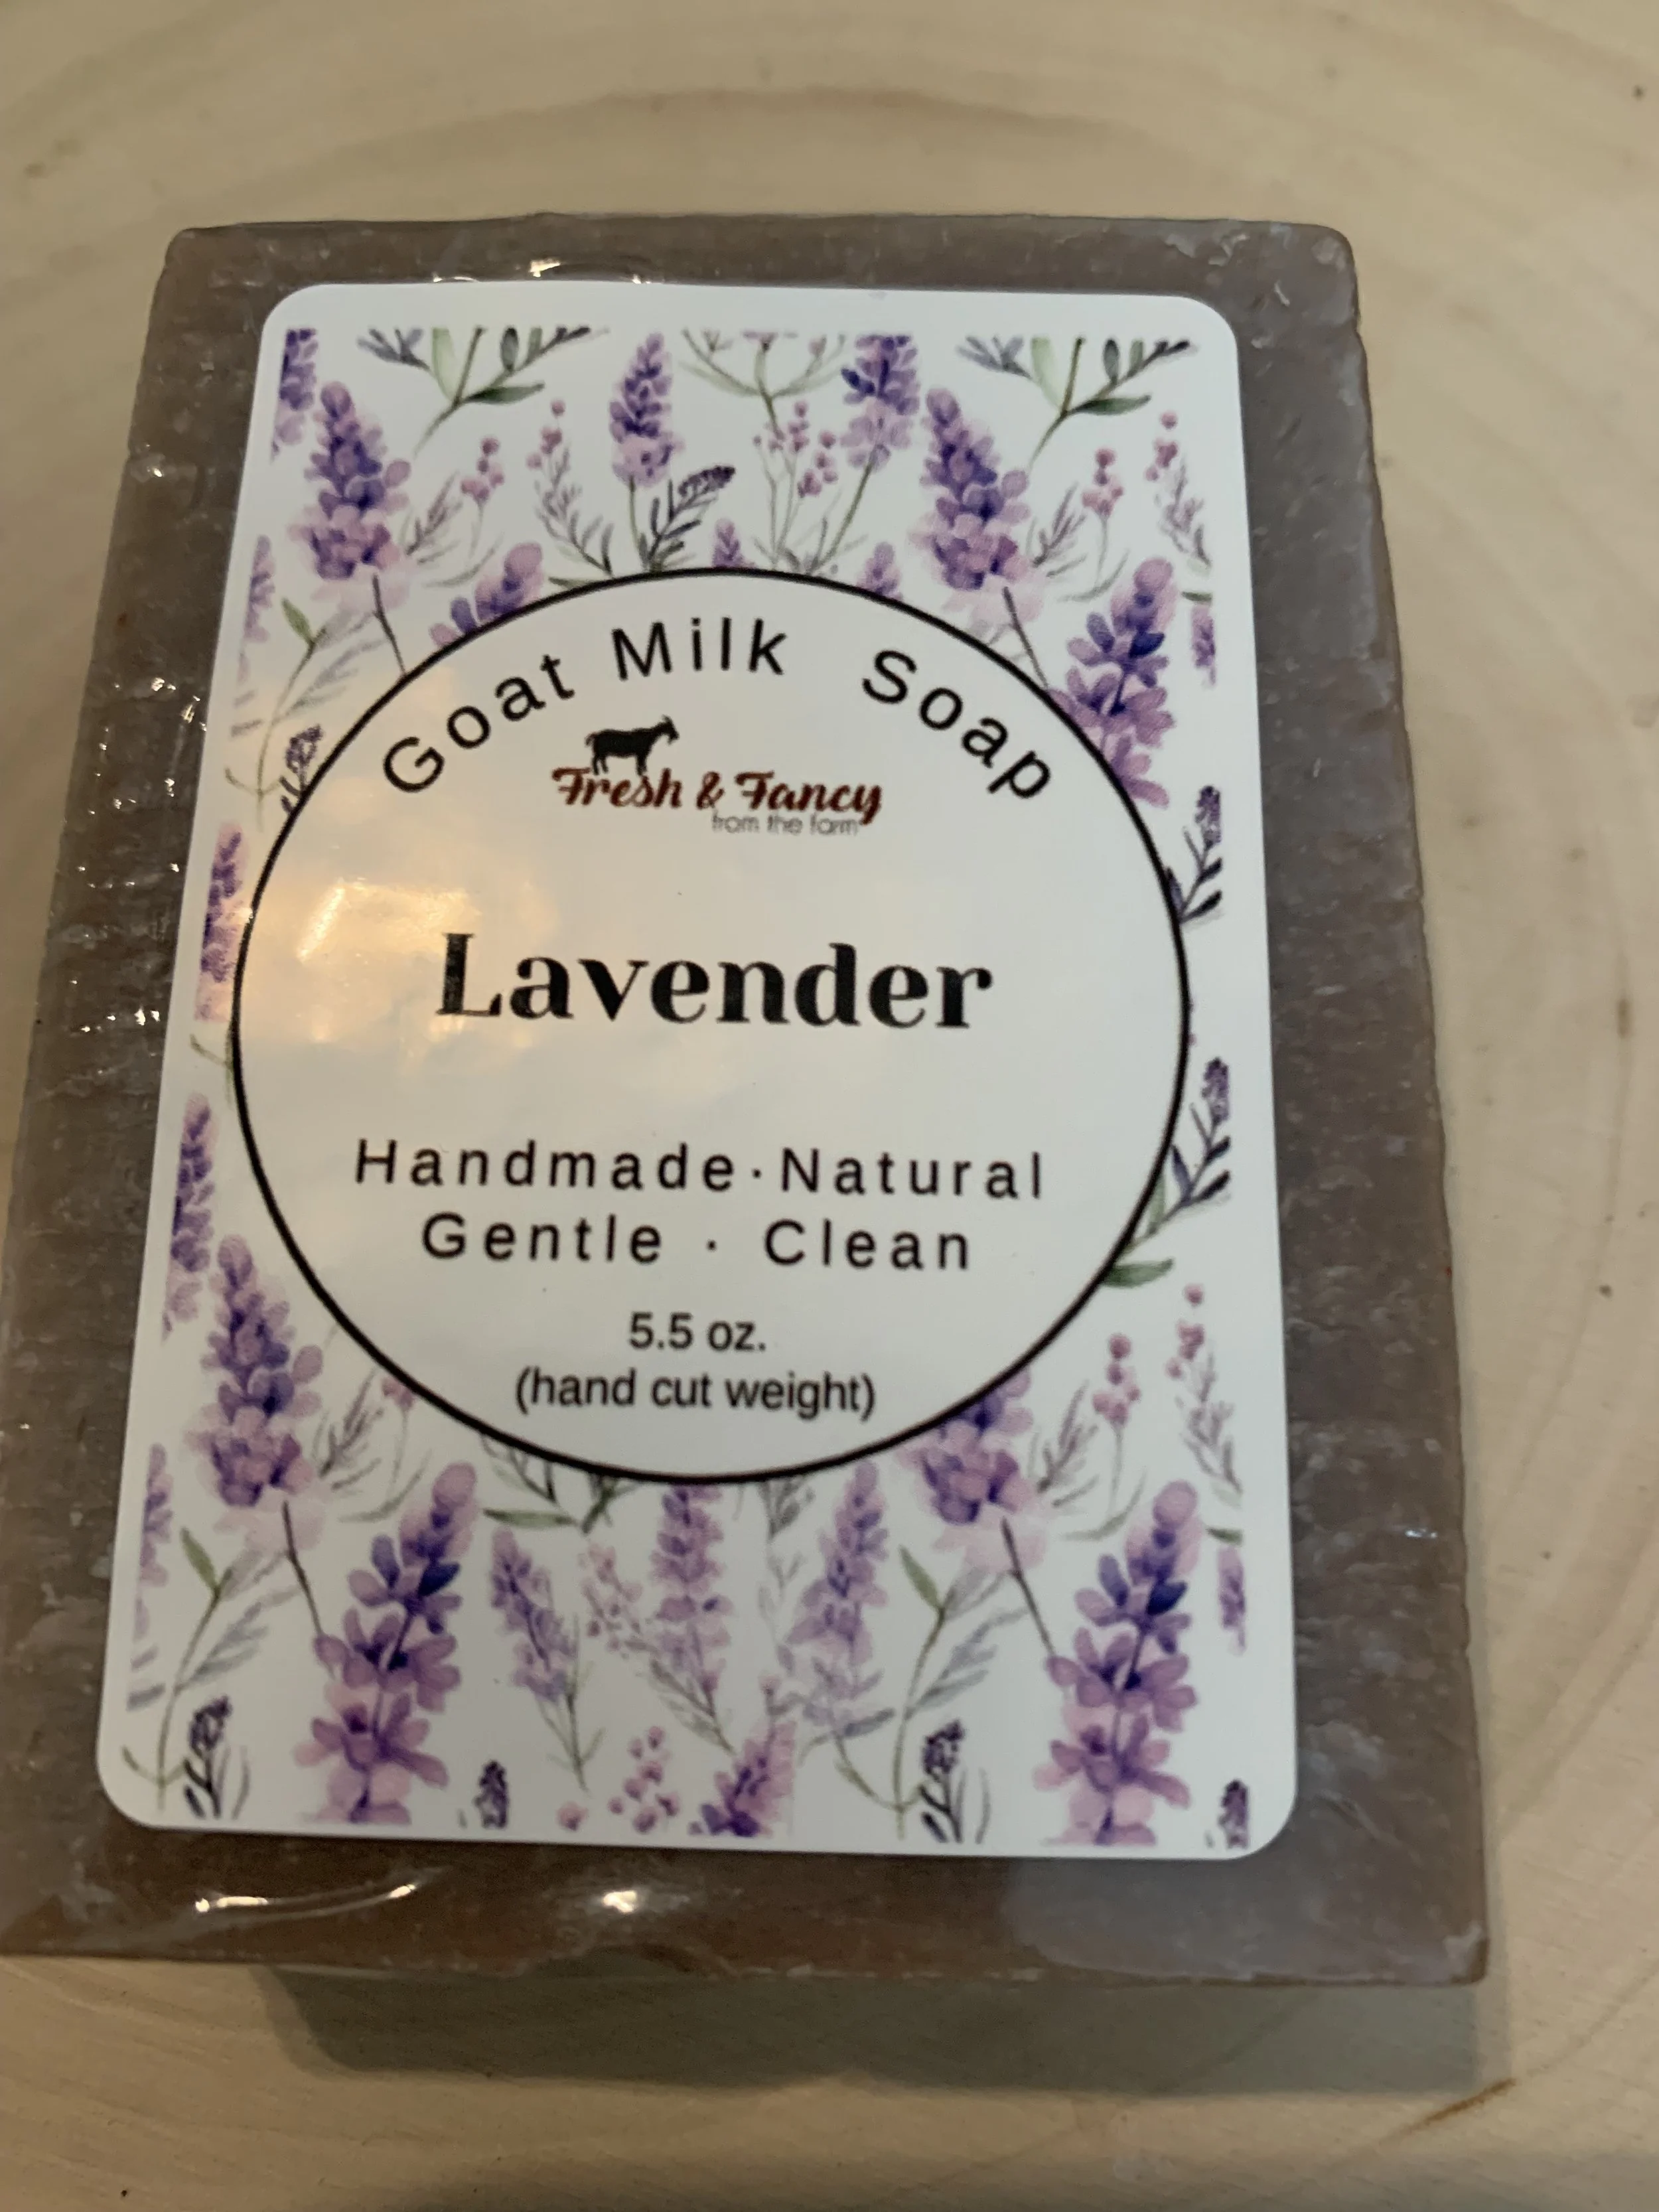 Goat Milk Soap
Fresh & Fancy
from the farm
Lavender
Handmade·Natural
Gentle · Clean
5.5 oz.
(hand cut weight)